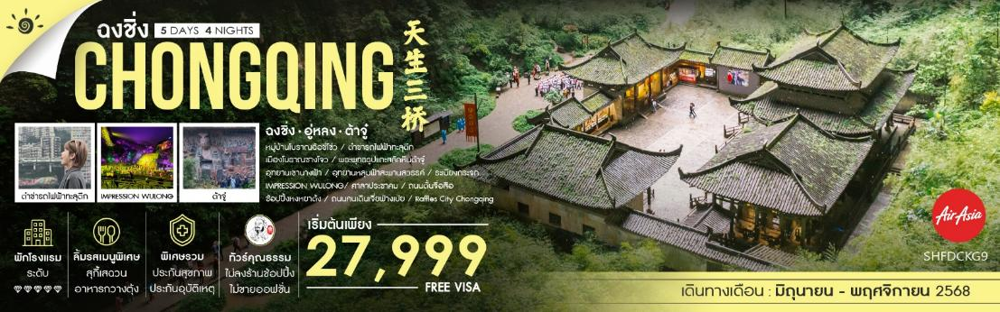 ฉงชิ่ง 5 DAYS 4 NIGHTS
CHONGQING
天生三桥
ฉงชิ่ง • อู่หลง • ต้าจู๋
หมู่บ้านโบราณฉือชี่โข่ว / ถ้ำซ่ารถไฟฟ้าทะลุตึก
เมืองโบราณซางโจว / พระพุทธรูปแกะสลักหินต้าจู๋
อุทยานเขานางฟ้า / อุทยานหลุมฟ้าสะพานสวรรค์ / ระเบียงกระจก
IMPRESSION WULONG/ ศาลาประชาคม / ถนนต้นจือสือ
ช้อปปิ้งหงหยาต้ง / ถนนคนเดินเจี่ยฟ่างเป่ย / Raffles City Chongqing
ถ้ำซ่ารถไฟฟ้าทะลุตึก
IMPRESSION WULONG
ต้าจู๋
พักโรงแรม
ระดับ
ลิ้มรสเมนูพิเศษ
สุกี้เสฉวน
อาหารกวางตุ้ง
พิเศษรวม
ประกันสุขภาพ
ประกันอุบัติเหตุ
ทัวร์คุณธรรม
ไม่ลงร้านช้อปปิ้ง
ไม่ขายออฟชั่น
เริ่มต้นเพียง
27,999
FREE VISA
AirAsia
SHFDCKG9
เดินทางเดือน : มิถุนายน - พฤศจิกายน 2568